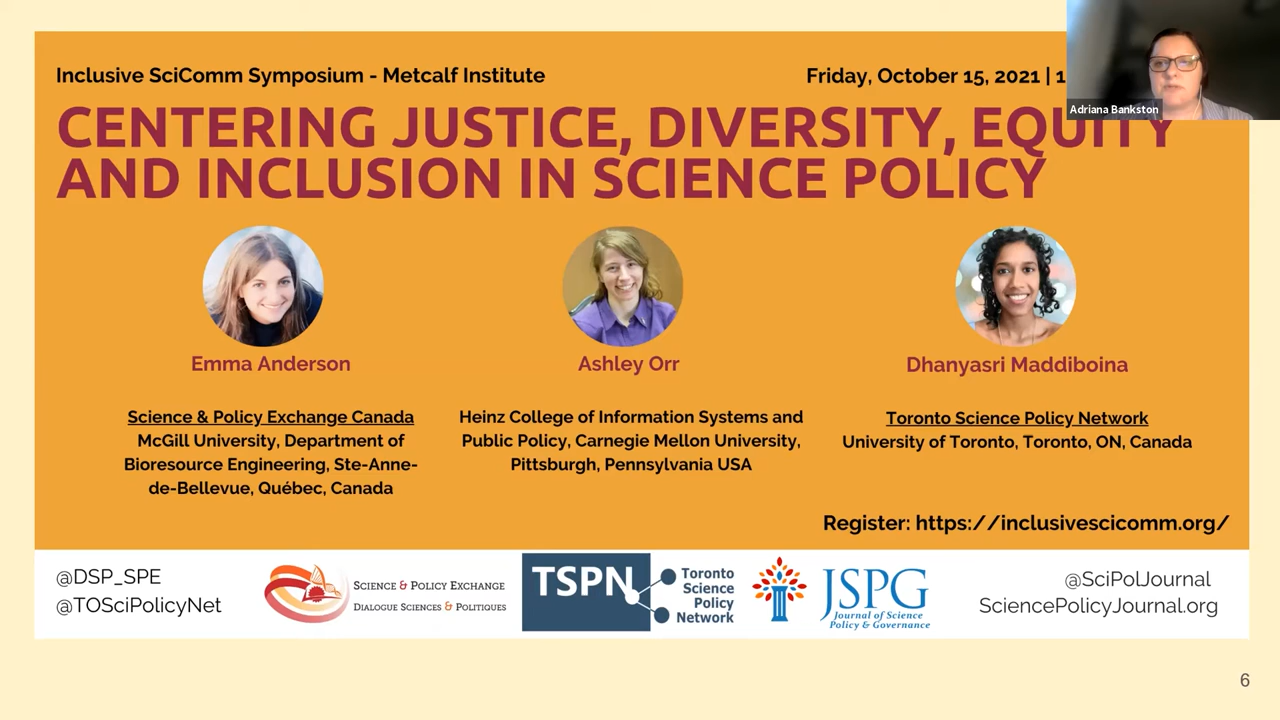 Inclusive SciComm Symposium - Metcalf Institute
Friday, October 15, 2021 | 1
Adriana Bankston
CENTERING JUSTICE, DIVERSITY, EQUITY
AND INCLUSION IN SCIENCE POLICY
Emma Anderson
Science & Policy Exchange Canada
McGill University, Department of
Bioresource Engineering, Ste-Anne-
de-Bellevue, Québec, Canada
Ashley Orr
Heinz College of Information Systems and
Public Policy, Carnegie Mellon University,
Pittsburgh, Pennsylvania USA
Dhanyasri Maddiboina
Toronto Science Policy Network
University of Toronto, Toronto, ON, Canada
Register: https://inclusivescicomm.org/
@DSP_SPE
@TOSciPolicyNet
SCIENCE & POLICY EXCHANGE
DIALOGUE SCIENCES & POLITIQUES
TSPN
Toronto
Science
Policy
Network
JSPG
Journal of Science
Policy & Governance
@SciPolJournal
SciencePolicyJournal.org
6